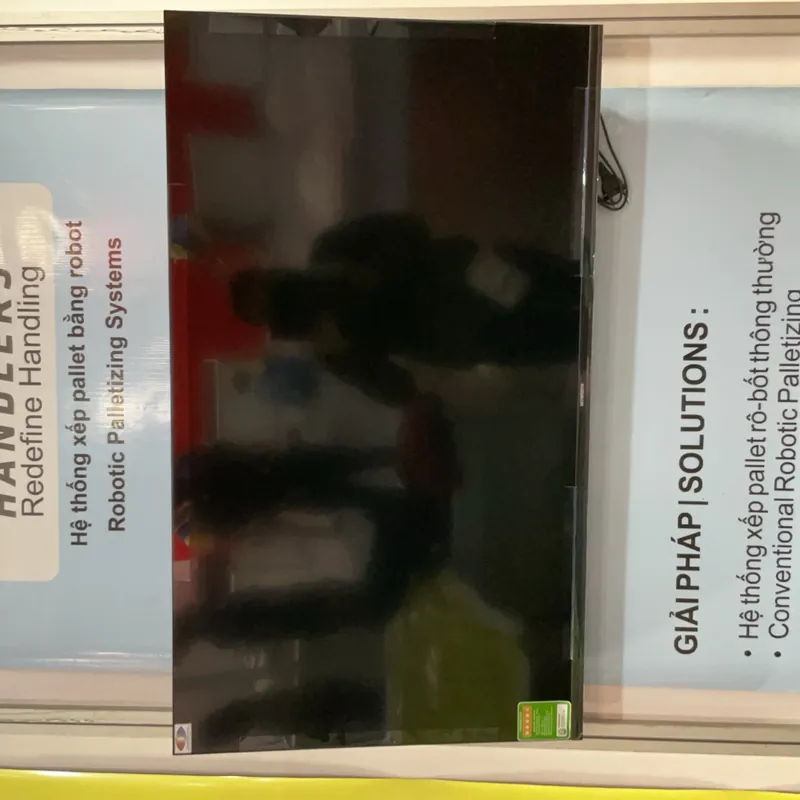 HANDLERS
Redefine Handling
Hệ thống xếp pallet bằng robot
Robotic Palletizing Systems
GIẢI PHÁP | SOLUTIONS :
• Hệ thống xếp pallet rô-bốt thông thường
• Conventional Robotic Palletizing